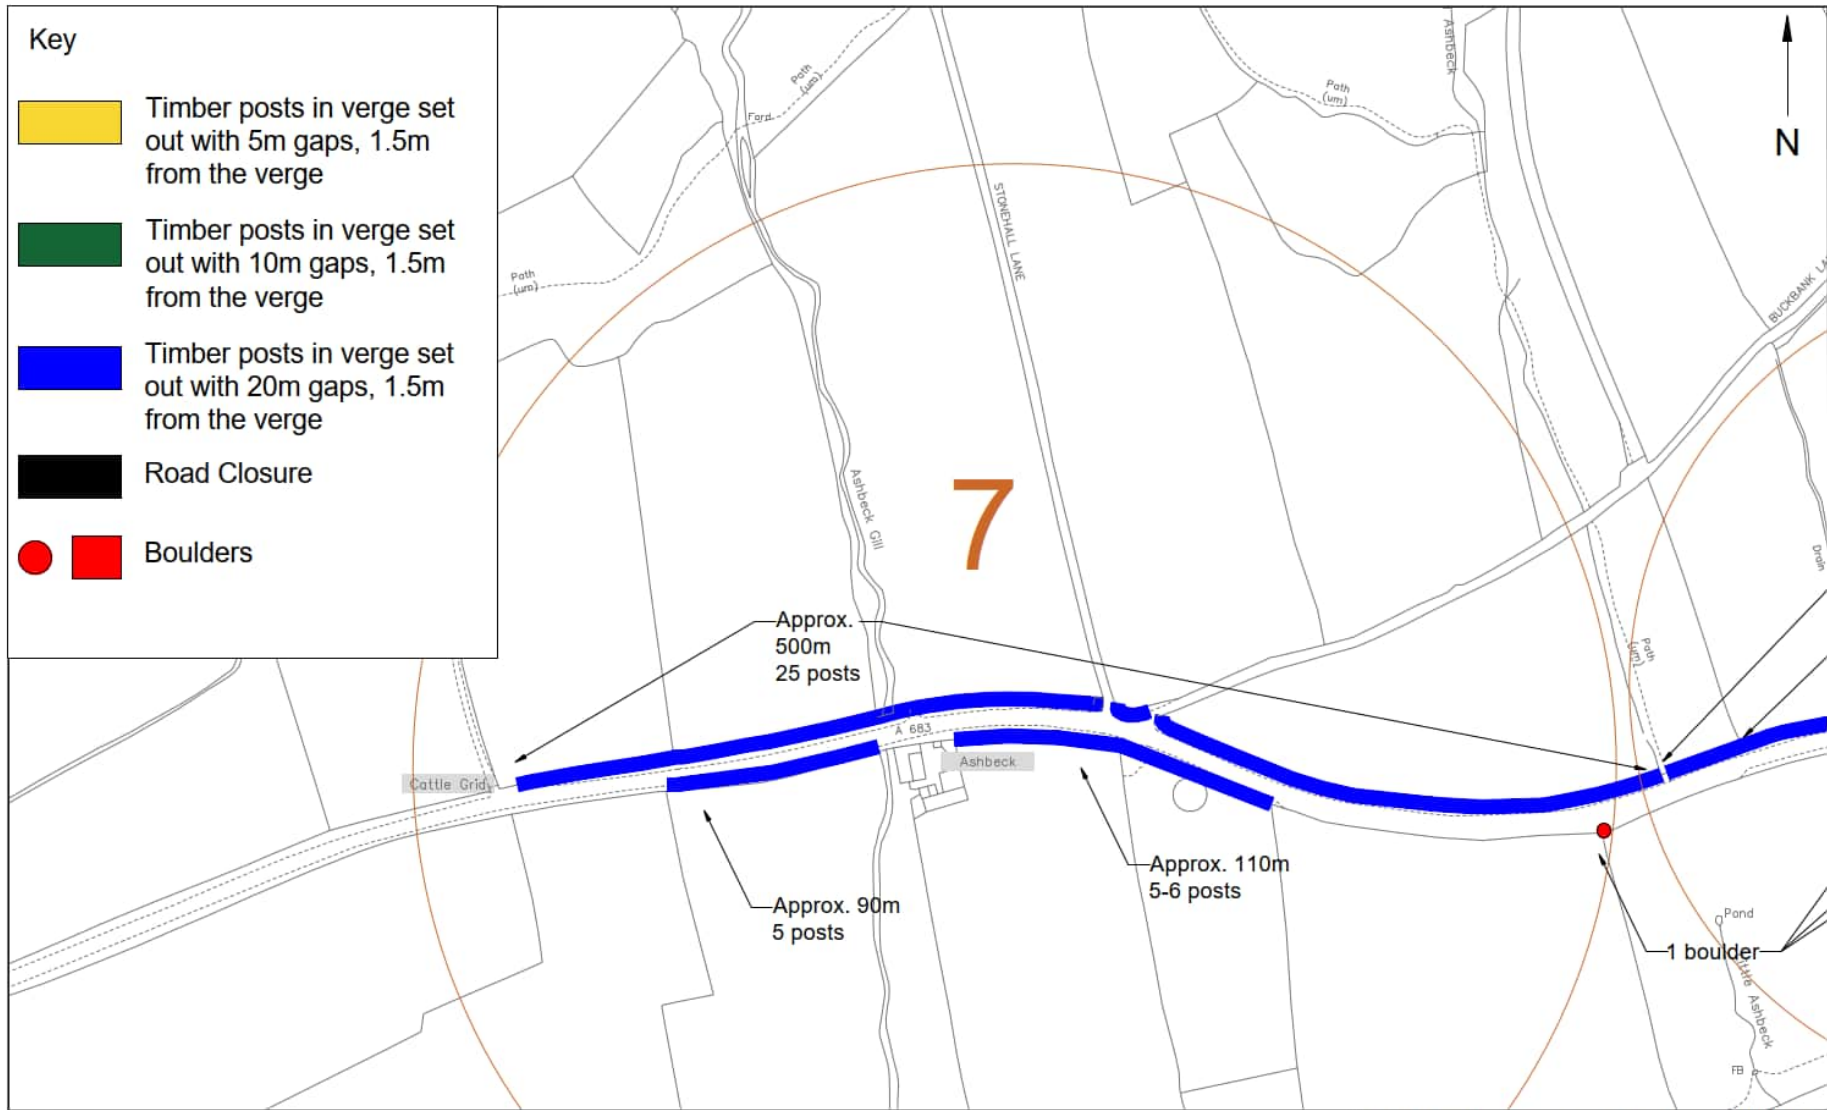 Key
Timber posts in verge set
out with 5m gaps, 1.5m
from the verge
Timber posts in verge set
out with 10m gaps, 1.5m
from the verge
Timber posts in verge set
out with 20m gaps, 1.5m
from the verge
Road Closure
Boulders
N
Path
(um)
Ford
Path
(um)
Path
(um)
Ashbeck
STONEHALL LANE
BUCKBANK LA
Ashbeck Gill
7
Drain
Approx.
500m
25 posts
Path
(um)
A 683
Cattle Grid
Ashbeck
Approx. 110m
5-6 posts
Approx. 90m
5 posts
1 boulder
Pond
Little Ashbeck
FB